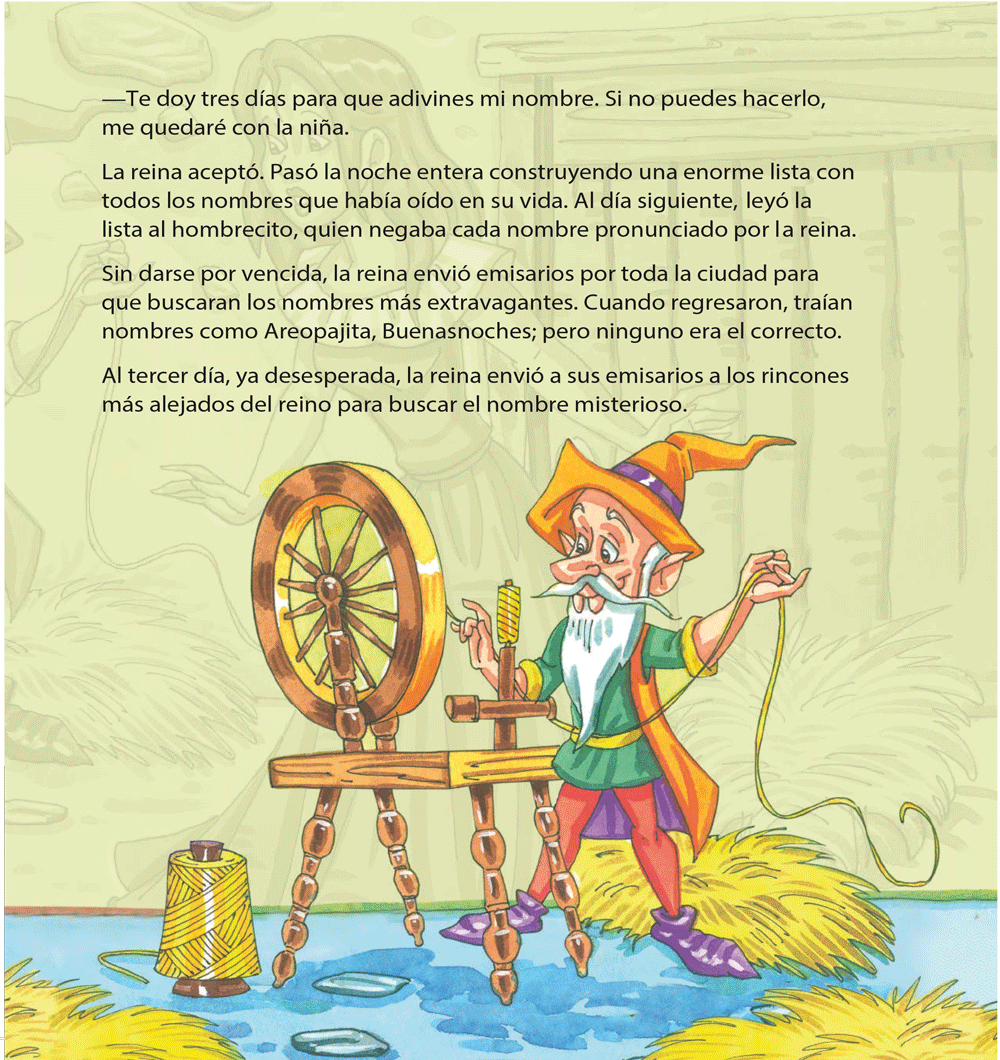 —Te doy tres días para que adivines mi nombre. Si no puedes hacerlo,
me quedaré con la niña.
La reina aceptó. Pasó la noche entera construyendo una enorme lista con
todos los nombres que había oído en su vida. Al día siguiente, leyó la
lista al hombrecito, quien negaba cada nombre pronunciado por la reina.
Sin darse por vencida, la reina envió emisarios por toda la ciudad para
que buscaran los nombres más extravagantes. Cuando regresaron, traían
nombres como Areopajita, Buenasnoches; pero ninguno era el correcto.
Al tercer día, ya desesperada, la reina envió a sus emisarios a los rincones
más alejados del reino para buscar el nombre misterioso.